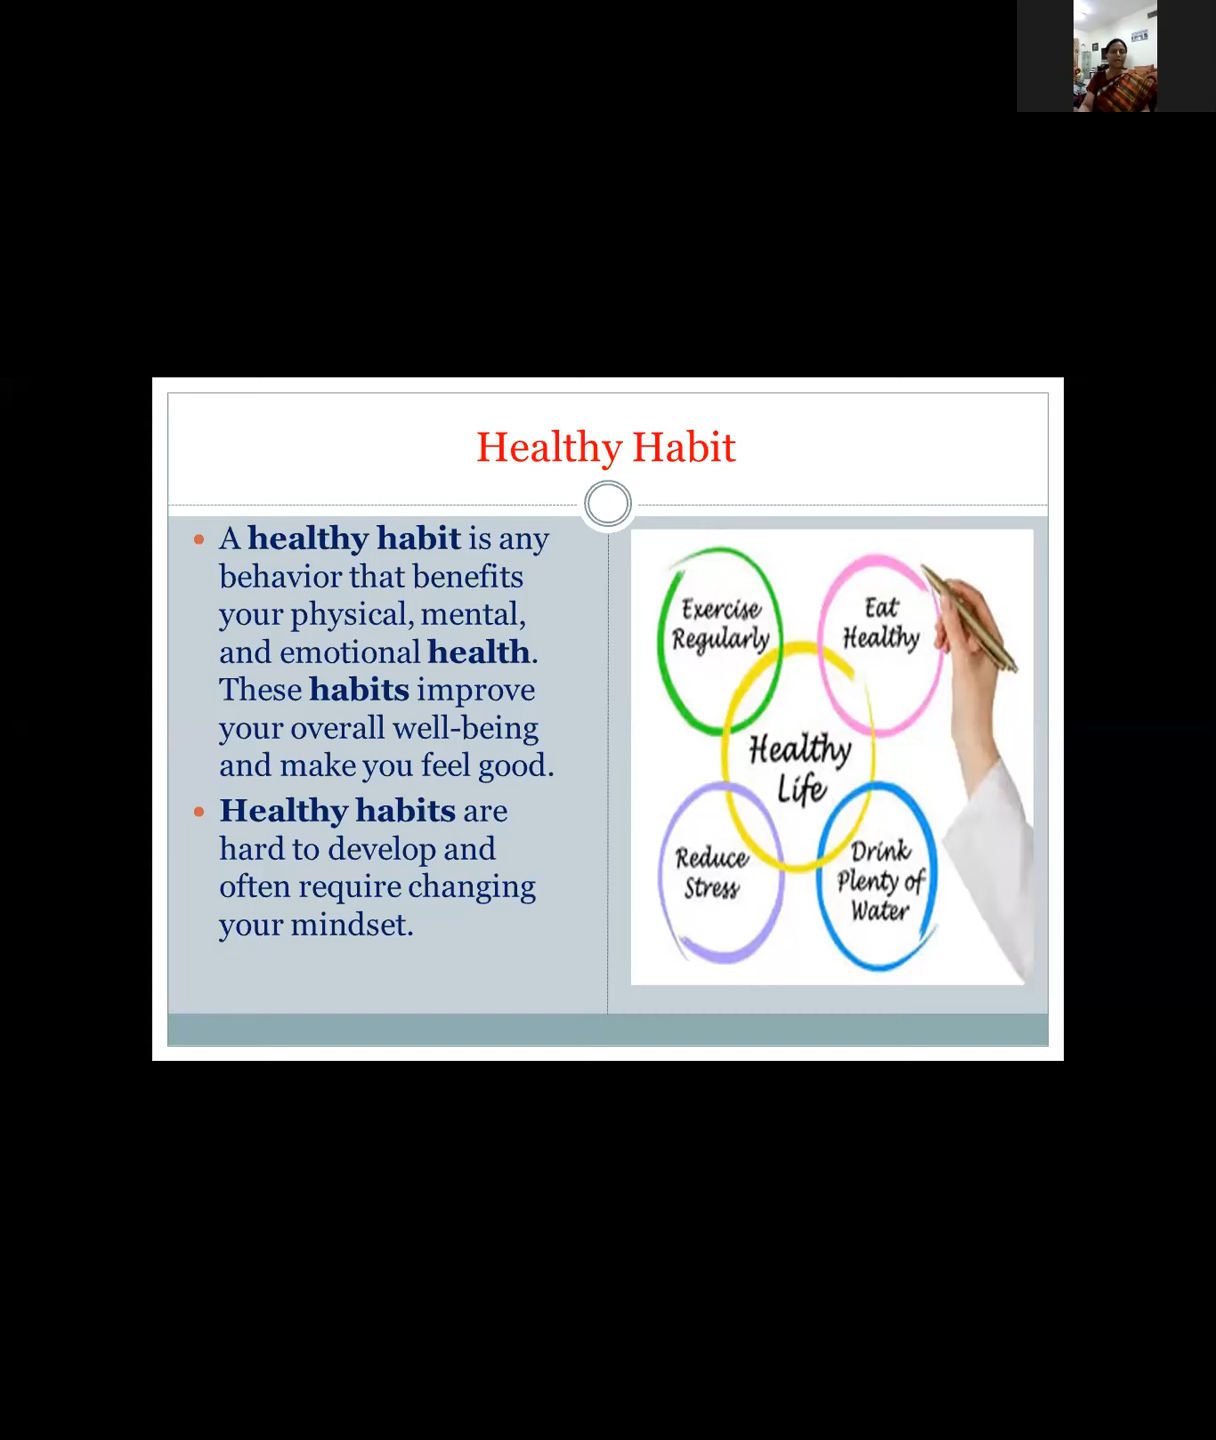 Healthy Habit
A healthy habit is any
behavior that benefits
your physical, mental,
and emotional health.
These habits improve
your overall well-being
and make you feel good.
Healthy habits are
hard to develop and
often require changing
your mindset.
Exercise
Regularly
Eat
Healthy
Healthy
Life
Reduce
Stress
Drink
Plenty of
Water